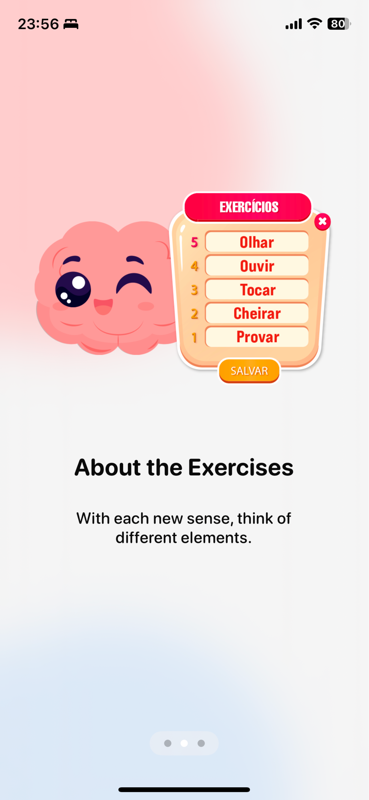 23:56
80
EXERCÍCIOS
5 Olhar
4 Ouvir
3 Tocar
2 Cheirar
1 Provar
SALVAR
About the Exercises
With each new sense, think of
different elements.